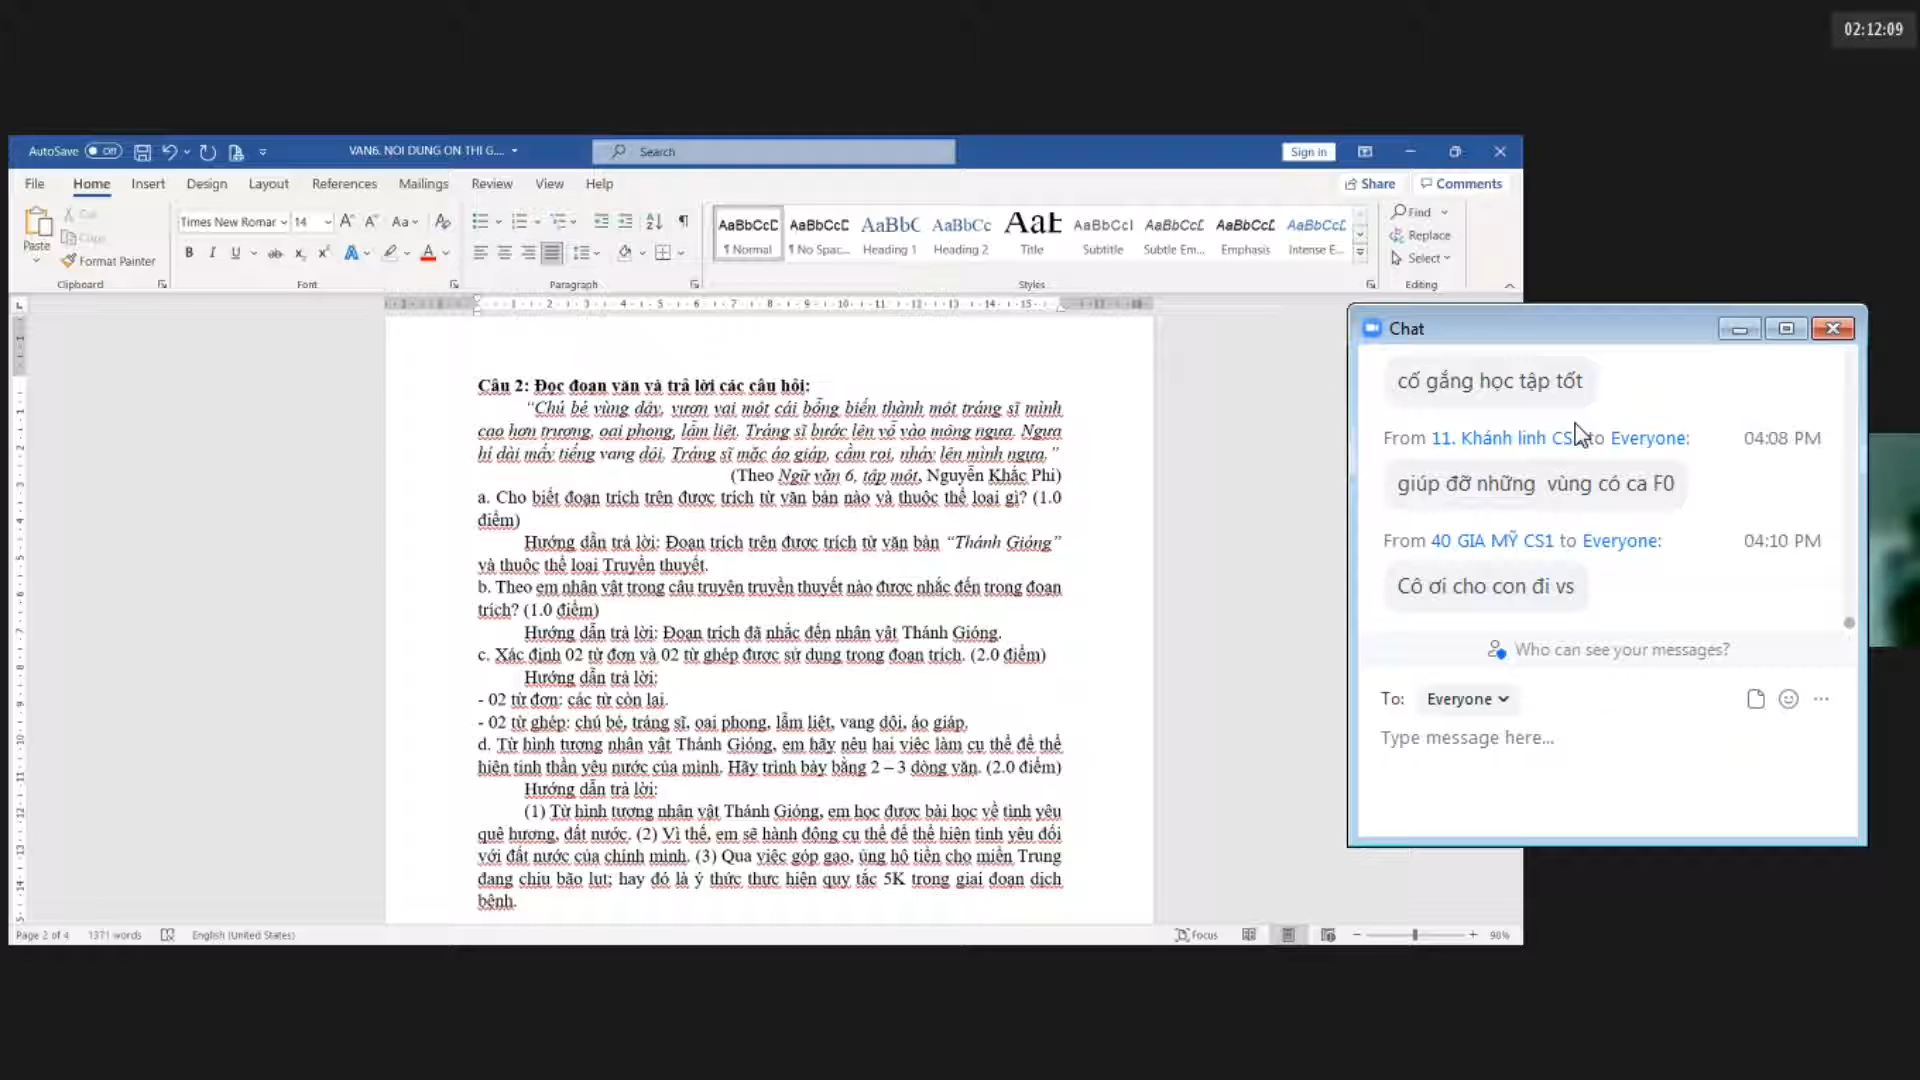 02:12:09
AutoSave Off VAN6. NOI DUNG ON THI G.... Search Sign in
File Home Insert Design Layout References Mailings Review View Help Share Comments
Paste Cut Copy Format Painter
Times New Romar 14
AaBbCcD AaBbCcD AaBbC AaBbCc AaB AaBbCcI AaBbCcD AaBbCcD AaBbCcD
¶ Normal ¶ No Spac... Heading 1 Heading 2 Title Subtitle Subtle Em... Emphasis Intense E...
Find
Replace
Select
Clipboard Font Paragraph Styles Editing
Câu 2: Đọc đoạn văn và trả lời các câu hỏi:
“Chú bé vùng dậy, vươn vai một cái bỗng biến thành một tráng sĩ mình
cao hơn trượng, oai phong, lẫm liệt. Tráng sĩ bước lên vỗ vào mông ngựa. Ngựa
hí dài mấy tiếng vang dội. Tráng sĩ mặc áo giáp, cầm roi, nhảy lên mình ngựa.”
(Theo Ngữ văn 6, tập một, Nguyễn Khắc Phi)
a. Cho biết đoạn trích trên được trích từ văn bản nào và thuộc thể loại gì? (1.0
điểm)
Hướng dẫn trả lời: Đoạn trích trên được trích từ văn bản “Thánh Gióng”
và thuộc thể loại Truyền thuyết.
b. Theo em nhân vật trong câu truyện truyền thuyết nào được nhắc đến trong đoạn
trích? (1.0 điểm)
Hướng dẫn trả lời: Đoạn trích đã nhắc đến nhân vật Thánh Gióng.
c. Xác định 02 từ đơn và 02 từ ghép được sử dụng trong đoạn trích. (2.0 điểm)
Hướng dẫn trả lời:
- 02 từ đơn: các từ còn lại.
- 02 từ ghép: chú bé, tráng sĩ, oai phong, lẫm liệt, vang dội, áo giáp.
d. Từ hình tượng nhân vật Thánh Gióng, em hãy nêu hai việc làm cụ thể để thể
hiện tinh thần yêu nước của mình. Hãy trình bày bằng 2 – 3 dòng văn. (2.0 điểm)
Hướng dẫn trả lời:
(1) Từ hình tượng nhân vật Thánh Gióng, em học được bài học về tình yêu
quê hương, đất nước. (2) Vì thế, em sẽ hành động cụ thể để thể hiện tình yêu đối
với đất nước của chính mình. (3) Qua việc góp gạo, ủng hộ tiền cho miền Trung
đang chịu bão lụt; hay đó là ý thức thực hiện quy tắc 5K trong giai đoạn dịch
bệnh.
Page 2 of 4 1371 words English (United States) Focus 98%
Chat
cố gắng học tập tốt
From 11. Khánh linh CS to Everyone: 04:08 PM
giúp đỡ những vùng có ca F0
From 40 GIA MỸ CS1 to Everyone: 04:10 PM
Cô ơi cho con đi vs
Who can see your messages?
To: Everyone
Type message here...